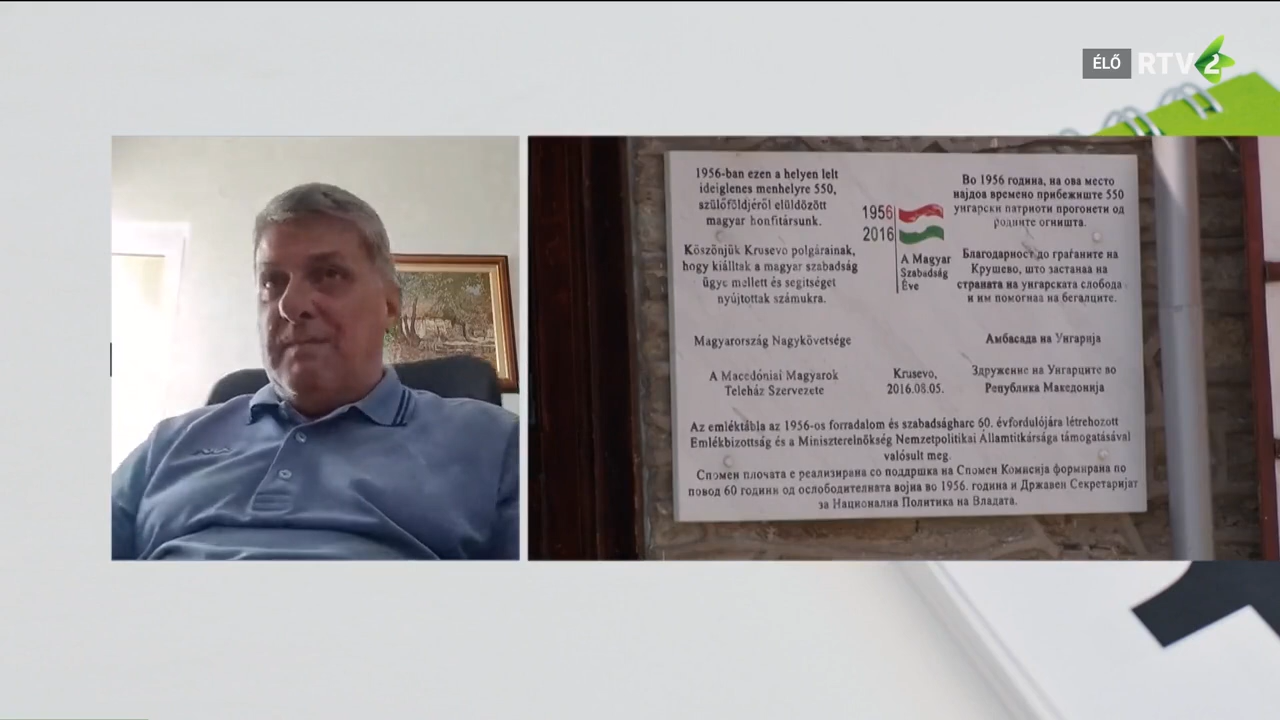 ÉLŐ RTV 2
1956-ban ezen a helyen lelt
ideiglenes menhelyre 550,
szülőföldjéről elüldözött
magyar honfitársunk.
Köszönjük Krusevo polgárainak,
hogy kiálltak a magyar szabadság
ügye mellett és segítséget
nyújtottak számukra.
Magyarország Nagykövetsége
A Macedóniai Magyarok
Teleház Szervezete
1956
2016
A Magyar
Szabadság
Éve
Krusevo,
2016.08.05.
Во 1956 година, на ова место
најдоа времено прибежиште 550
унгарски патриоти прогонети од
родните огништа.
Благодарност до граѓаните на
Крушево, што застанаа на
страната на унгарската слобода
и им помогнаа на бегалците.
Амбасада на Унгарија
Здружение на Унгарците во
Република Македонија
Az emléktábla az 1956-os forradalom és szabadságharc 60. évfordulójára létrehozott
Emlékbizottság és a Miniszterelnökség Nemzetpolitikai Államtitkársága támogatásával
valósult meg.
Спомен плочата е реализирана со поддршка на Спомен Комисија формирана по
повод 60 години од ослободителната војна во 1956. година и Државен Секретаријат
за Национална Политика на Владата.